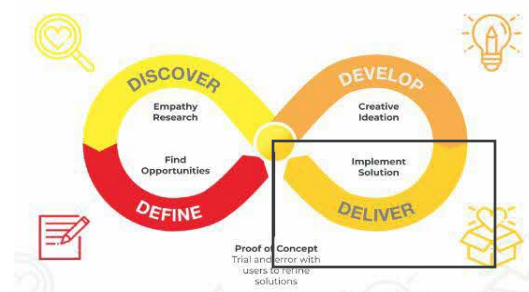 DISCOVER
Empathy
Research
Find
Opportunities
DEFINE
DEVELOP
Creative
Ideation
Implement
Solution
DELIVER
Proof of Concept
Trial and error with
users to refine
solutions